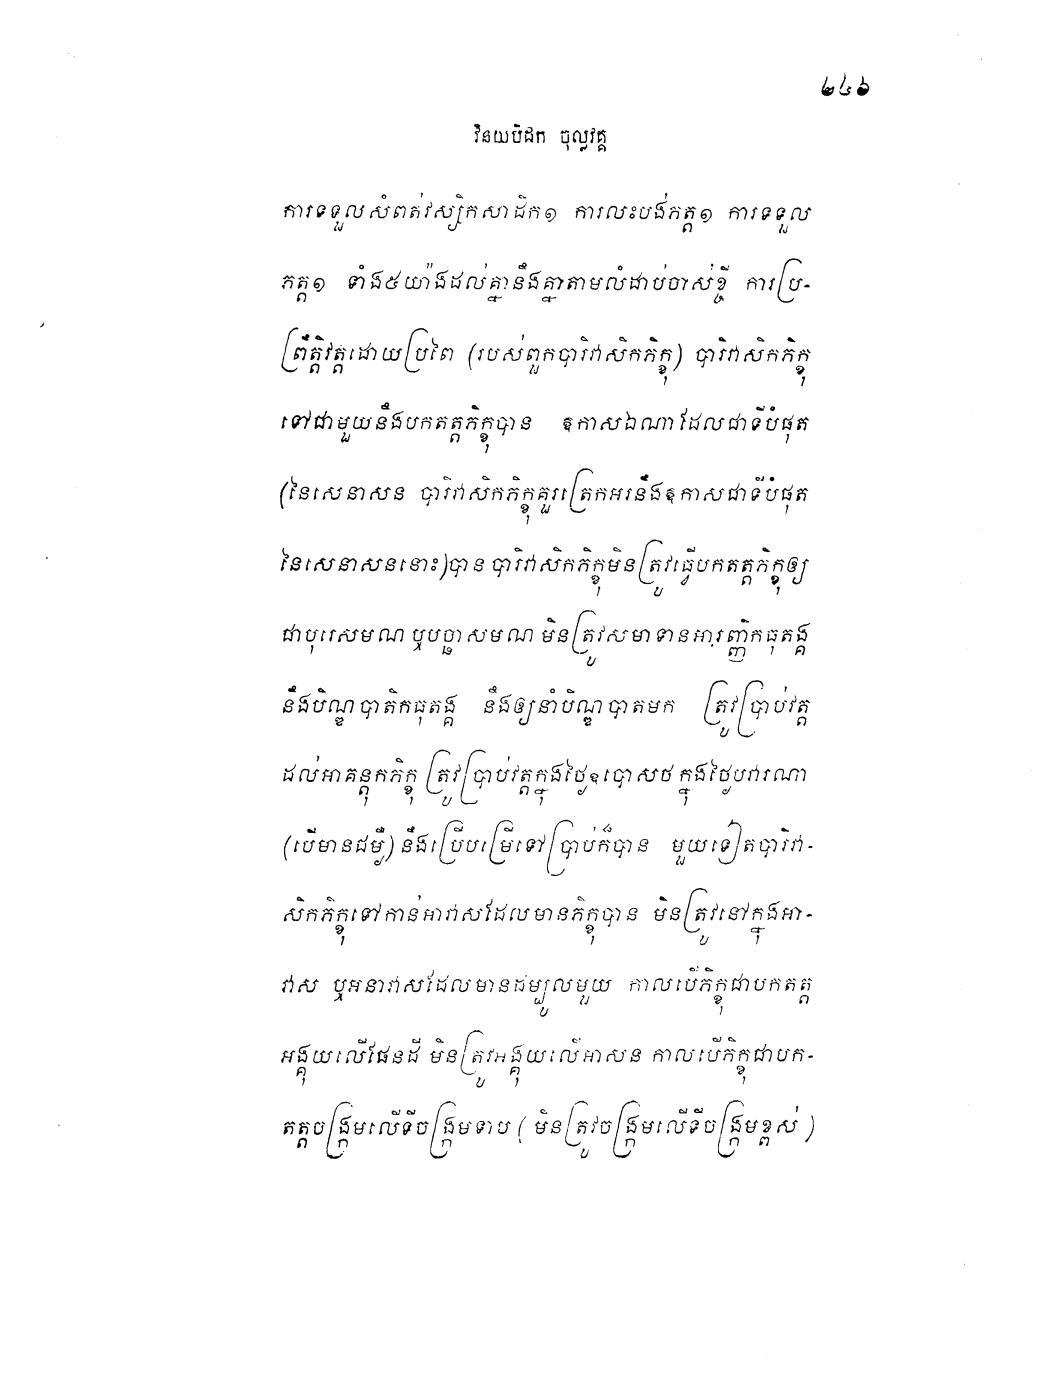 ២៤៦
វិនយបិដក ចុល្លវគ្គ
ការទទួលសំពត់វស្សិកសាដិក១ ការលះបង់ភត្ត១ ការទទួល
ភត្ត១ ទាំង៥យ៉ាងដល់គ្នានឹងគ្នាតាមលំដាប់ចាស់ខ្ចី ការប្រ-
ព្រឹត្តិវត្តដោយប្រពៃ (របស់ពួកបារិវាសិកភិក្ខុ) បារិវាសិកភិក្ខុ
ទៅជាមួយនឹងបកតត្តភិក្ខុបាន ឱកាសឯណាដែលជាទីបំផុត
(នៃសេនាសន បារិវាសិកភិក្ខុគួរត្រេកអរនឹងឱកាសជាទីបំផុត
នៃសេនាសននោះ)បាន បារិវាសិកភិក្ខុមិនត្រូវធ្វើបកតត្តភិក្ខុឲ្យ
ជាបុរេសមណ ឬបច្ឆាសមណ មិនត្រូវសមាទានអារញ្ញិកធុតង្គ
នឹងបិណ្ឌបាតិកធុតង្គ នឹងឲ្យនាំបិណ្ឌបាតមក ត្រូវប្រាប់វត្ត
ដល់អាគន្តុកភិក្ខុ ត្រូវប្រាប់វត្តក្នុងថ្ងៃឧបោសថ ក្នុងថ្ងៃបវារណា
(បើមានជម្ងឺ) នឹងប្រើបម្រើទៅប្រាប់ក៏បាន មួយទៀតបារិវា-
សិកភិក្ខុទៅកាន់អាវាសដែលមានភិក្ខុបាន មិនត្រូវនៅក្នុងអា-
វាស ឬអនាវាសដែលមានដម្បូលមួយ កាលបើភិក្ខុជាបកតត្ត
អង្គុយលើផែនដី មិនត្រូវអង្គុយលើអាសន កាលបើភិក្ខុជាបក-
តត្តចង្រ្កមលើទីចង្រ្កមទាប ( មិនត្រូវចង្រ្កមលើទីចង្រ្កមខ្ពស់ )